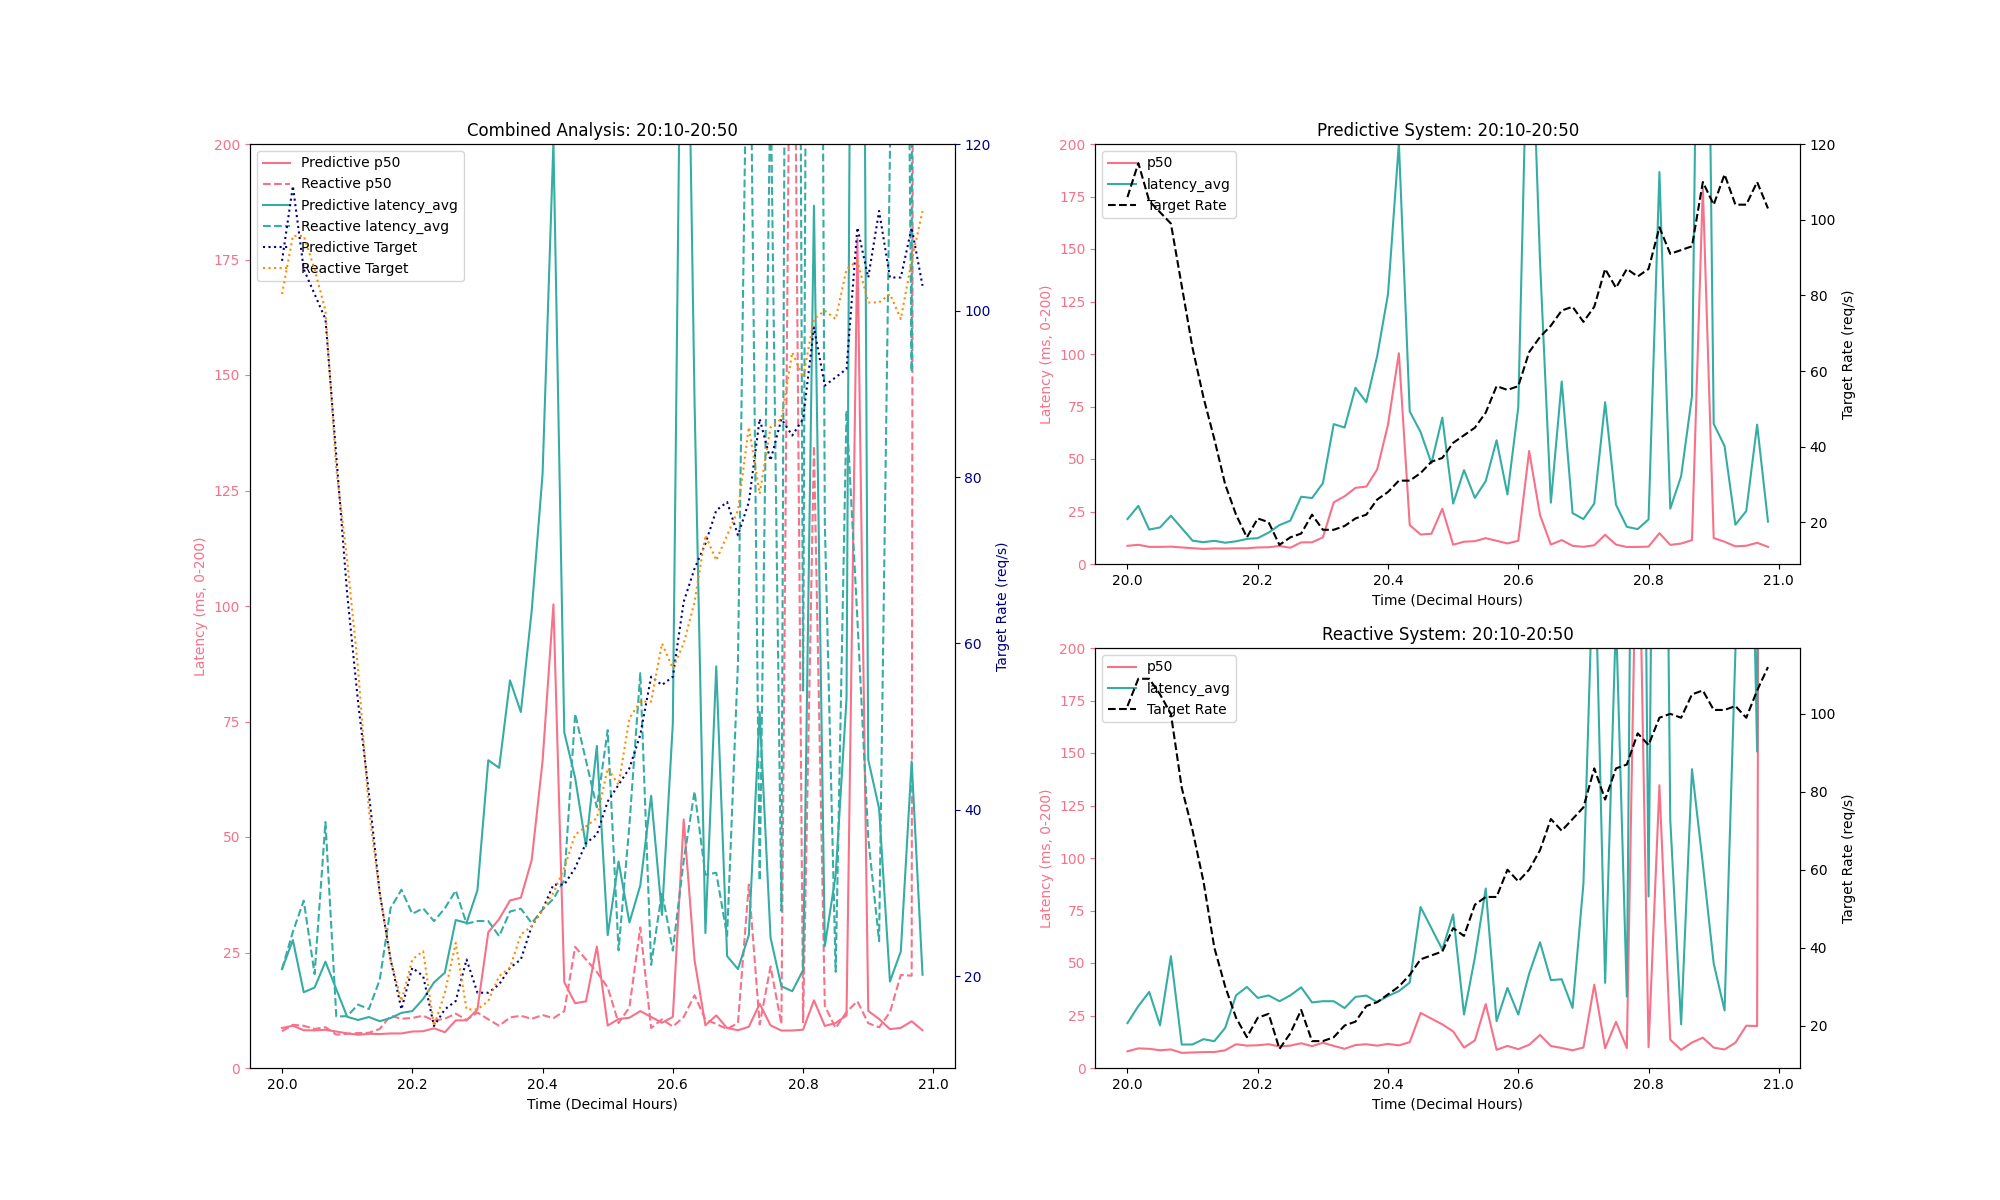 Combined Analysis: 20:10-20:50
Predictive p50
Reactive p50
Predictive latency_avg
Reactive latency_avg
Predictive Target
Reactive Target
Latency (ms, 0-200)
200
175
150
125
100
75
50
25
0
120
100
80
60
40
20
Target Rate (req/s)
20.0 20.2 20.4 20.6 20.8 21.0
Time (Decimal Hours)
Predictive System: 20:10-20:50
p50
latency_avg
Target Rate
Latency (ms, 0-200)
200
175
150
125
100
75
50
25
0
120
100
80
60
40
20
Target Rate (req/s)
20.0 20.2 20.4 20.6 20.8 21.0
Time (Decimal Hours)
Reactive System: 20:10-20:50
p50
latency_avg
Target Rate
Latency (ms, 0-200)
200
175
150
125
100
75
50
25
0
100
80
60
40
20
Target Rate (req/s)
20.0 20.2 20.4 20.6 20.8 21.0
Time (Decimal Hours)